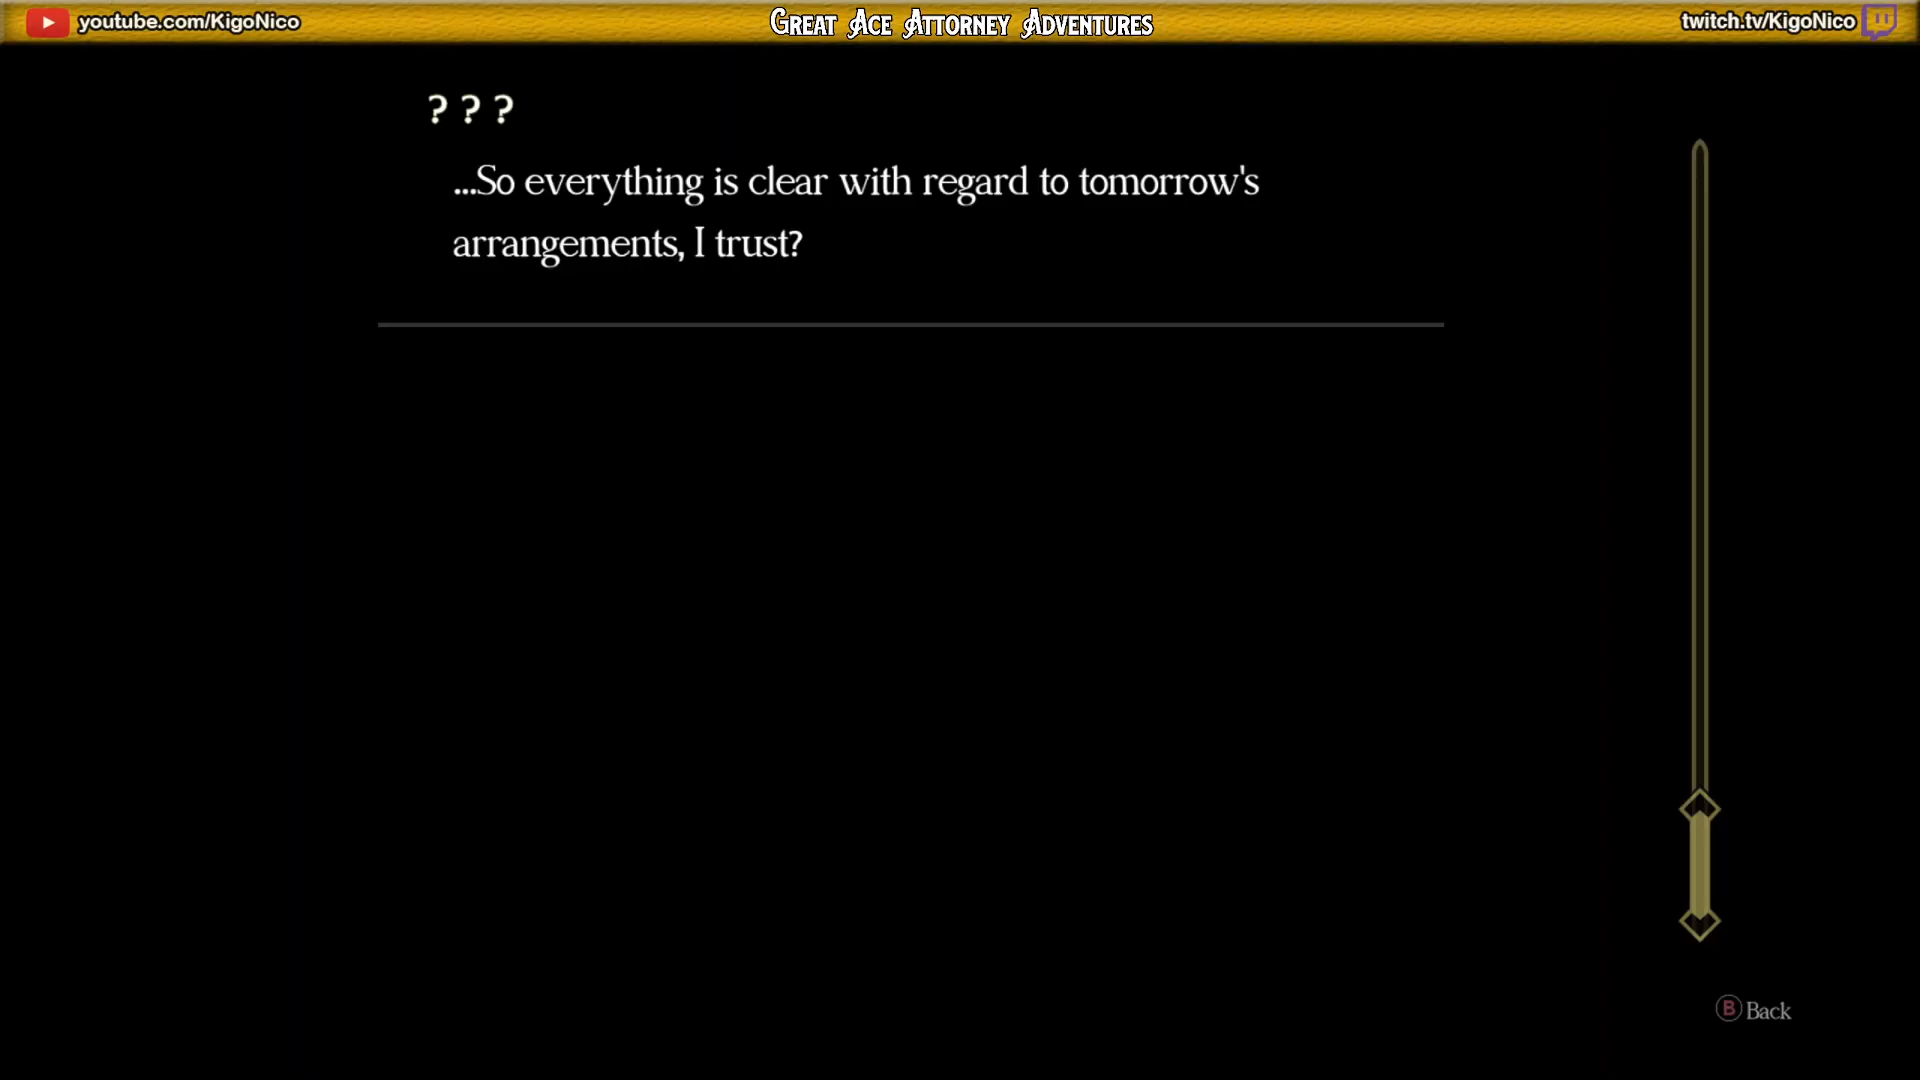 youtube.com/KigoNico
Great Ace Attorney Adventures
twitch.tv/KigoNico
? ? ?
...So everything is clear with regard to tomorrow's
arrangements, I trust?
B Back